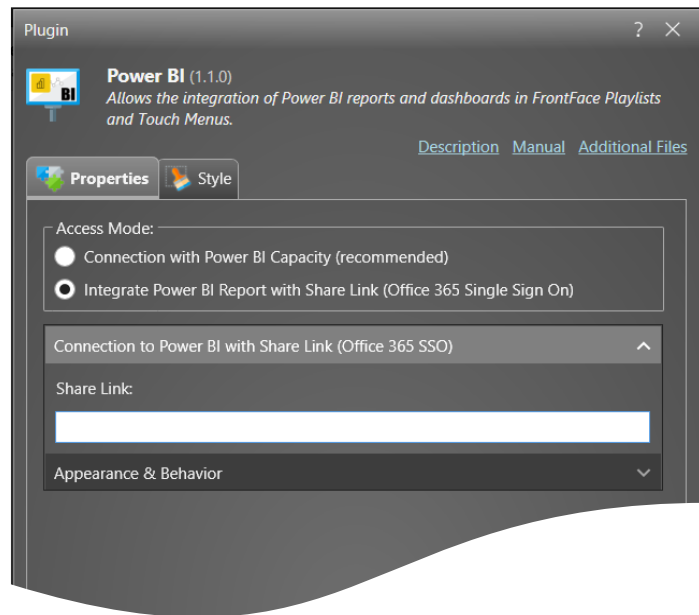 Plugin
?
BI
Power BI (1.1.0)
Allows the integration of Power BI reports and dashboards in FrontFace Playlists
and Touch Menus.
Description Manual Additional Files
Properties Style
Access Mode:
Connection with Power BI Capacity (recommended)
Integrate Power BI Report with Share Link (Office 365 Single Sign On)
Connection to Power BI with Share Link (Office 365 SSO)
Share Link:
Appearance & Behavior